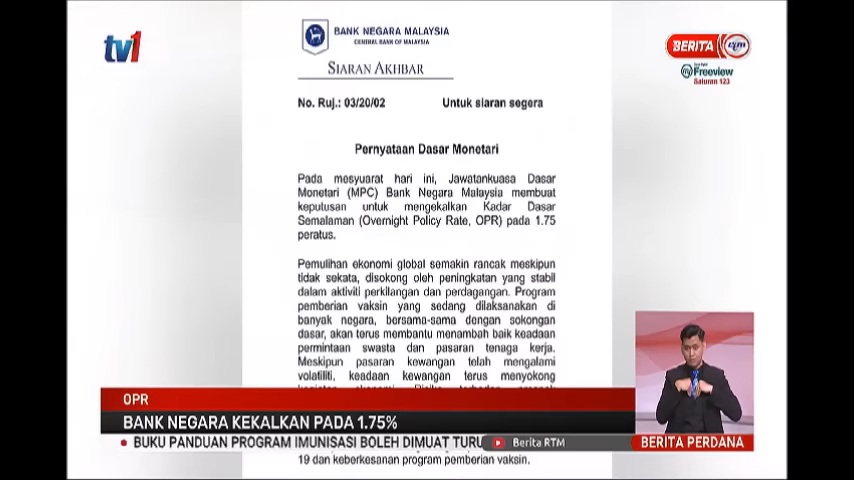 tv1
BANK NEGARA MALAYSIA
CENTRAL BANK OF MALAYSIA
SIARAN AKHBAR
BERITA rtm
myFreeview
Saluran 123
No. Ruj.: 03/20/02 Untuk siaran segera
Pernyataan Dasar Monetari
Pada mesyuarat hari ini, Jawatankuasa Dasar
Monetari (MPC) Bank Negara Malaysia membuat
keputusan untuk mengekalkan Kadar Dasar
Semalaman (Overnight Policy Rate, OPR) pada 1.75
peratus.
Pemulihan ekonomi global semakin rancak meskipun
tidak sekata, disokong oleh peningkatan yang stabil
dalam aktiviti perkilangan dan perdagangan. Program
pemberian vaksin yang sedang dilaksanakan di
banyak negara, bersama-sama dengan sokongan
dasar, akan terus membantu menambah baik keadaan
permintaan swasta dan pasaran tenaga kerja.
Meskipun pasaran kewangan telah mengalami
volatiliti, keadaan kewangan terus menyokong
OPR
BANK NEGARA KEKALKAN PADA 1.75%
BUKU PANDUAN PROGRAM IMUNISASI BOLEH DIMUAT TURU
Berita RTM
BERITA PERDANA
19 dan keberkesanan program pemberian vaksin.